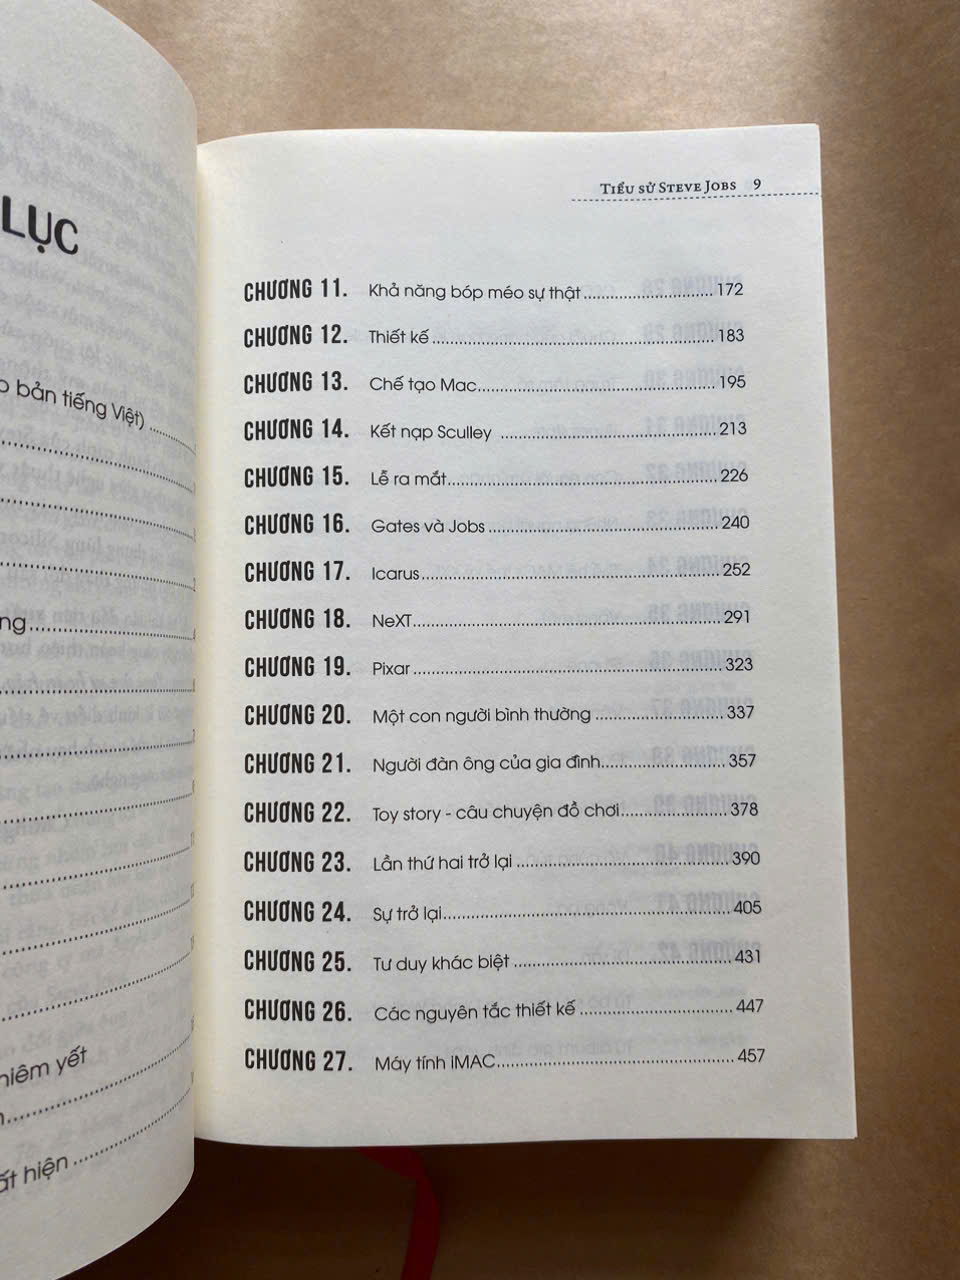 LỤC
bản tiếng Việt)
niêm yết
hiện
TIỂU SỬ STEVE JOBS 9
CHƯƠNG 11. Khả năng bóp méo sự thật 172
CHƯƠNG 12. Thiết kế 183
CHƯƠNG 13. Chế tạo Mac 195
CHƯƠNG 14. Kết nạp Sculley 213
CHƯƠNG 15. Lễ ra mắt 226
CHƯƠNG 16. Gates và Jobs 240
CHƯƠNG 17. Icarus 252
CHƯƠNG 18. NeXT 291
CHƯƠNG 19. Pixar 323
CHƯƠNG 20. Một con người bình thường 337
CHƯƠNG 21. Người đàn ông của gia đình 357
CHƯƠNG 22. Toy story - câu chuyện đồ chơi 378
CHƯƠNG 23. Lần thứ hai trở lại 390
CHƯƠNG 24. Sự trở lại 405
CHƯƠNG 25. Tư duy khác biệt 431
CHƯƠNG 26. Các nguyên tắc thiết kế 447
CHƯƠNG 27. Máy tính iMAC 457